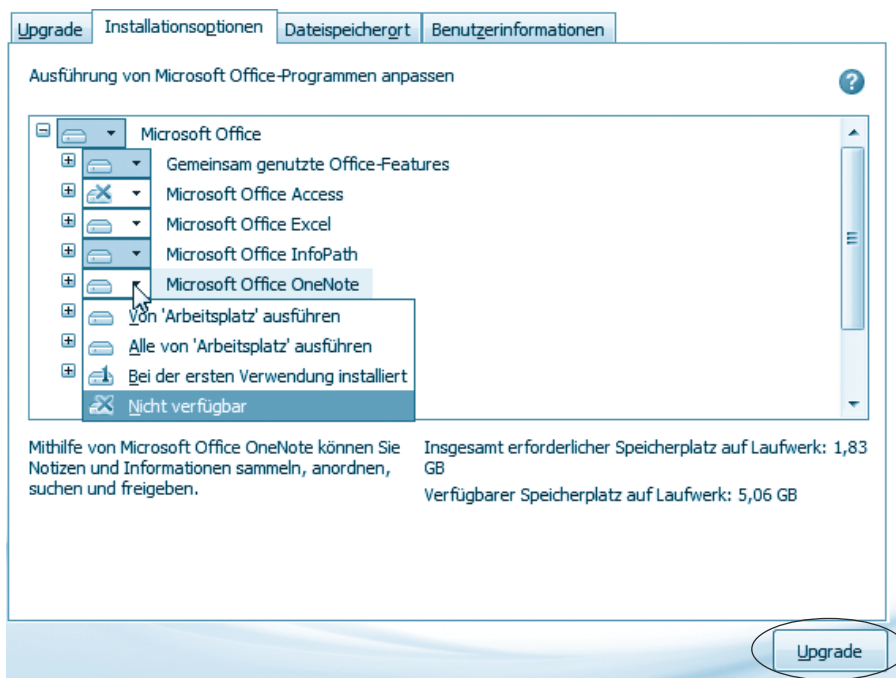 Upgrade Installationsoptionen Dateispeicherort Benutzerinformationen
Ausführung von Microsoft Office-Programmen anpassen
?
Microsoft Office
Gemeinsam genutzte Office-Features
Microsoft Office Access
Microsoft Office Excel
Microsoft Office InfoPath
Microsoft Office OneNote
Von 'Arbeitsplatz' ausführen
Alle von 'Arbeitsplatz' ausführen
1 Bei der ersten Verwendung installiert
Nicht verfügbar
Mithilfe von Microsoft Office OneNote können Sie
Notizen und Informationen sammeln, anordnen,
suchen und freigeben.
Insgesamt erforderlicher Speicherplatz auf Laufwerk: 1,83
GB
Verfügbarer Speicherplatz auf Laufwerk: 5,06 GB
Upgrade